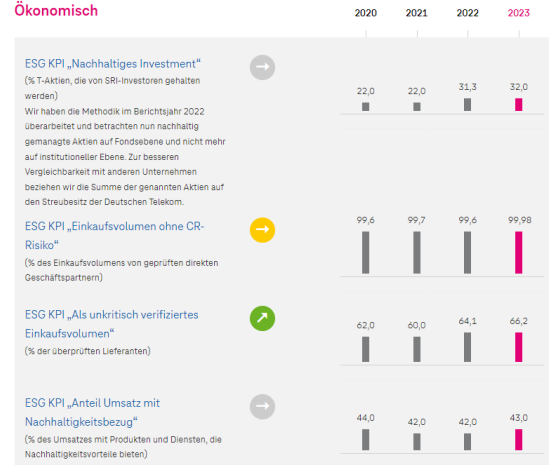 Ökonomisch
2020 2021 2022 2023
ESG KPI „Nachhaltiges Investment“
(% T-Aktien, die von SRI-Investoren gehalten
werden)
Wir haben die Methodik im Berichtsjahr 2022
überarbeitet und betrachten nun nachhaltig
gemanagte Aktien auf Fondsebene und nicht mehr
auf institutioneller Ebene. Zur besseren
Vergleichbarkeit mit anderen Unternehmen
beziehen wir die Summe der genannten Aktien auf
den Streubesitz der Deutschen Telekom.
22,0 22,0 31,3 32,0
ESG KPI „Einkaufsvolumen ohne CR-
Risiko“
(% des Einkaufsvolumens von geprüften direkten
Geschäftspartnern)
99,6 99,7 99,6 99,98
ESG KPI „Als unkritisch verifiziertes
Einkaufsvolumen“
(% der überprüften Lieferanten)
62,0 60,0 64,1 66,2
ESG KPI „Anteil Umsatz mit
Nachhaltigkeitsbezug“
(% des Umsatzes mit Produkten und Diensten, die
Nachhaltigkeitsvorteile bieten)
44,0 42,0 42,0 43,0